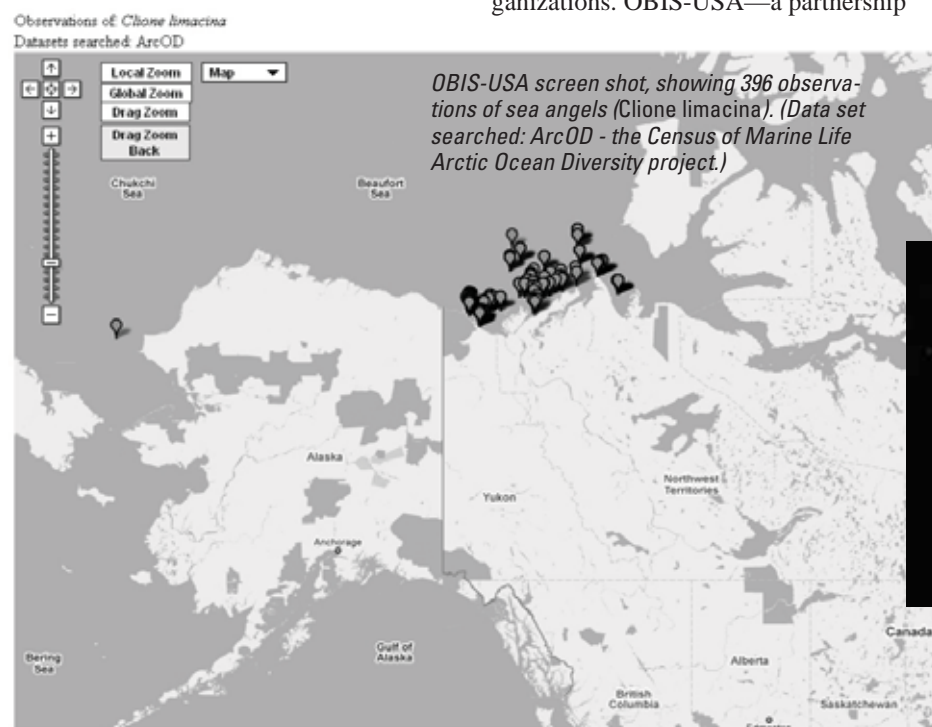 ganizations. OBIS-USA—a partnership
Observations of: Clione limacina
Datasets searched: ArcOD
Local Zoom
Map
Global Zoom
Drag Zoom
Drag Zoom
Back
OBIS-USA screen shot, showing 396 observa-
tions of sea angels (Clione limacina). (Data set
searched: ArcOD - the Census of Marine Life
Arctic Ocean Diversity project.)
Chukchi
Sea
Beaufort
Sea
Alaska
Yukon
Northwest
Territories
Anchorage
Canada
Bering
Sea
Gulf of
Alaska
Alberta
British
Columbia
Saskatchewan